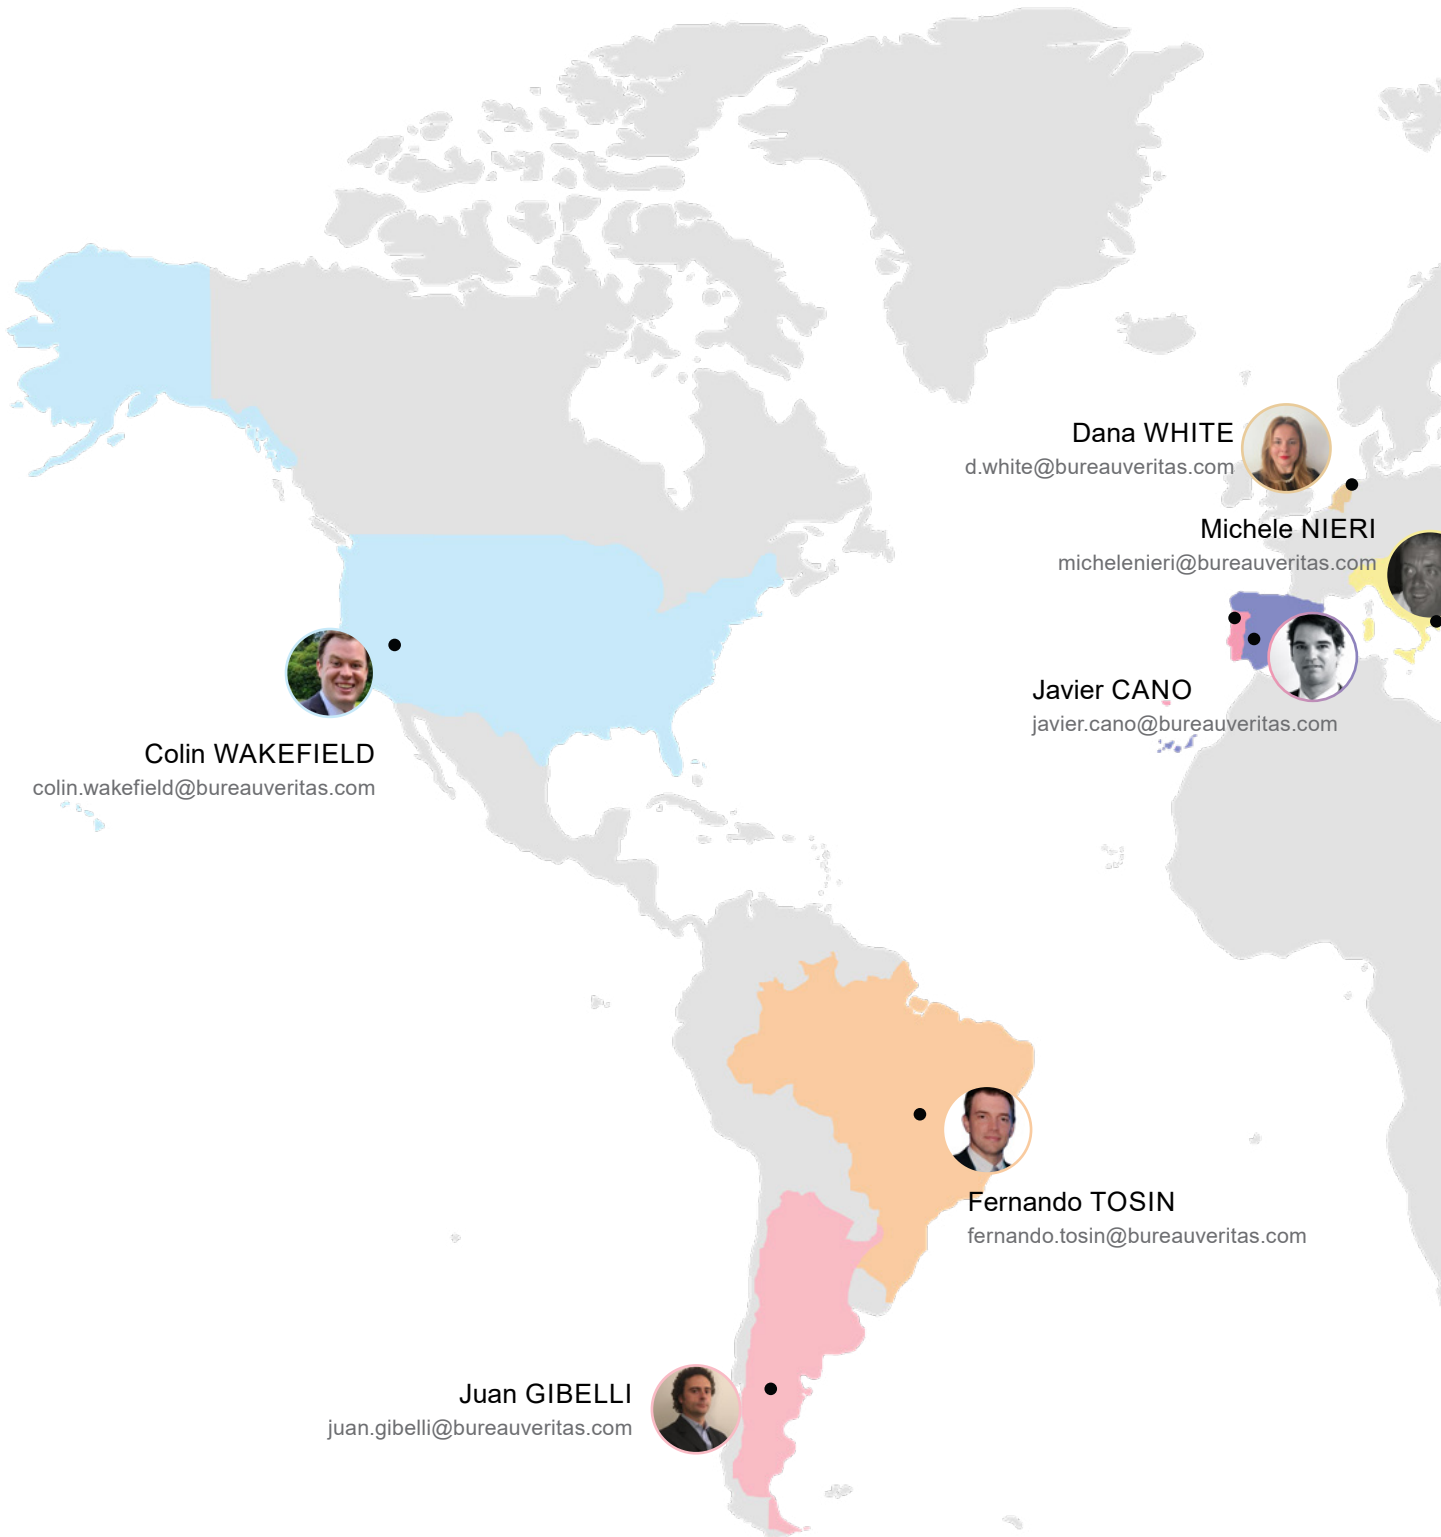 Dana WHITE
d.white@bureauveritas.com
Michele NIERI
michelenieri@bureauveritas.com
Javier CANO
javier.cano@bureauveritas.com
Colin WAKEFIELD
colin.wakefield@bureauveritas.com
Fernando TOSIN
fernando.tosin@bureauveritas.com
Juan GIBELLI
juan.gibelli@bureauveritas.com